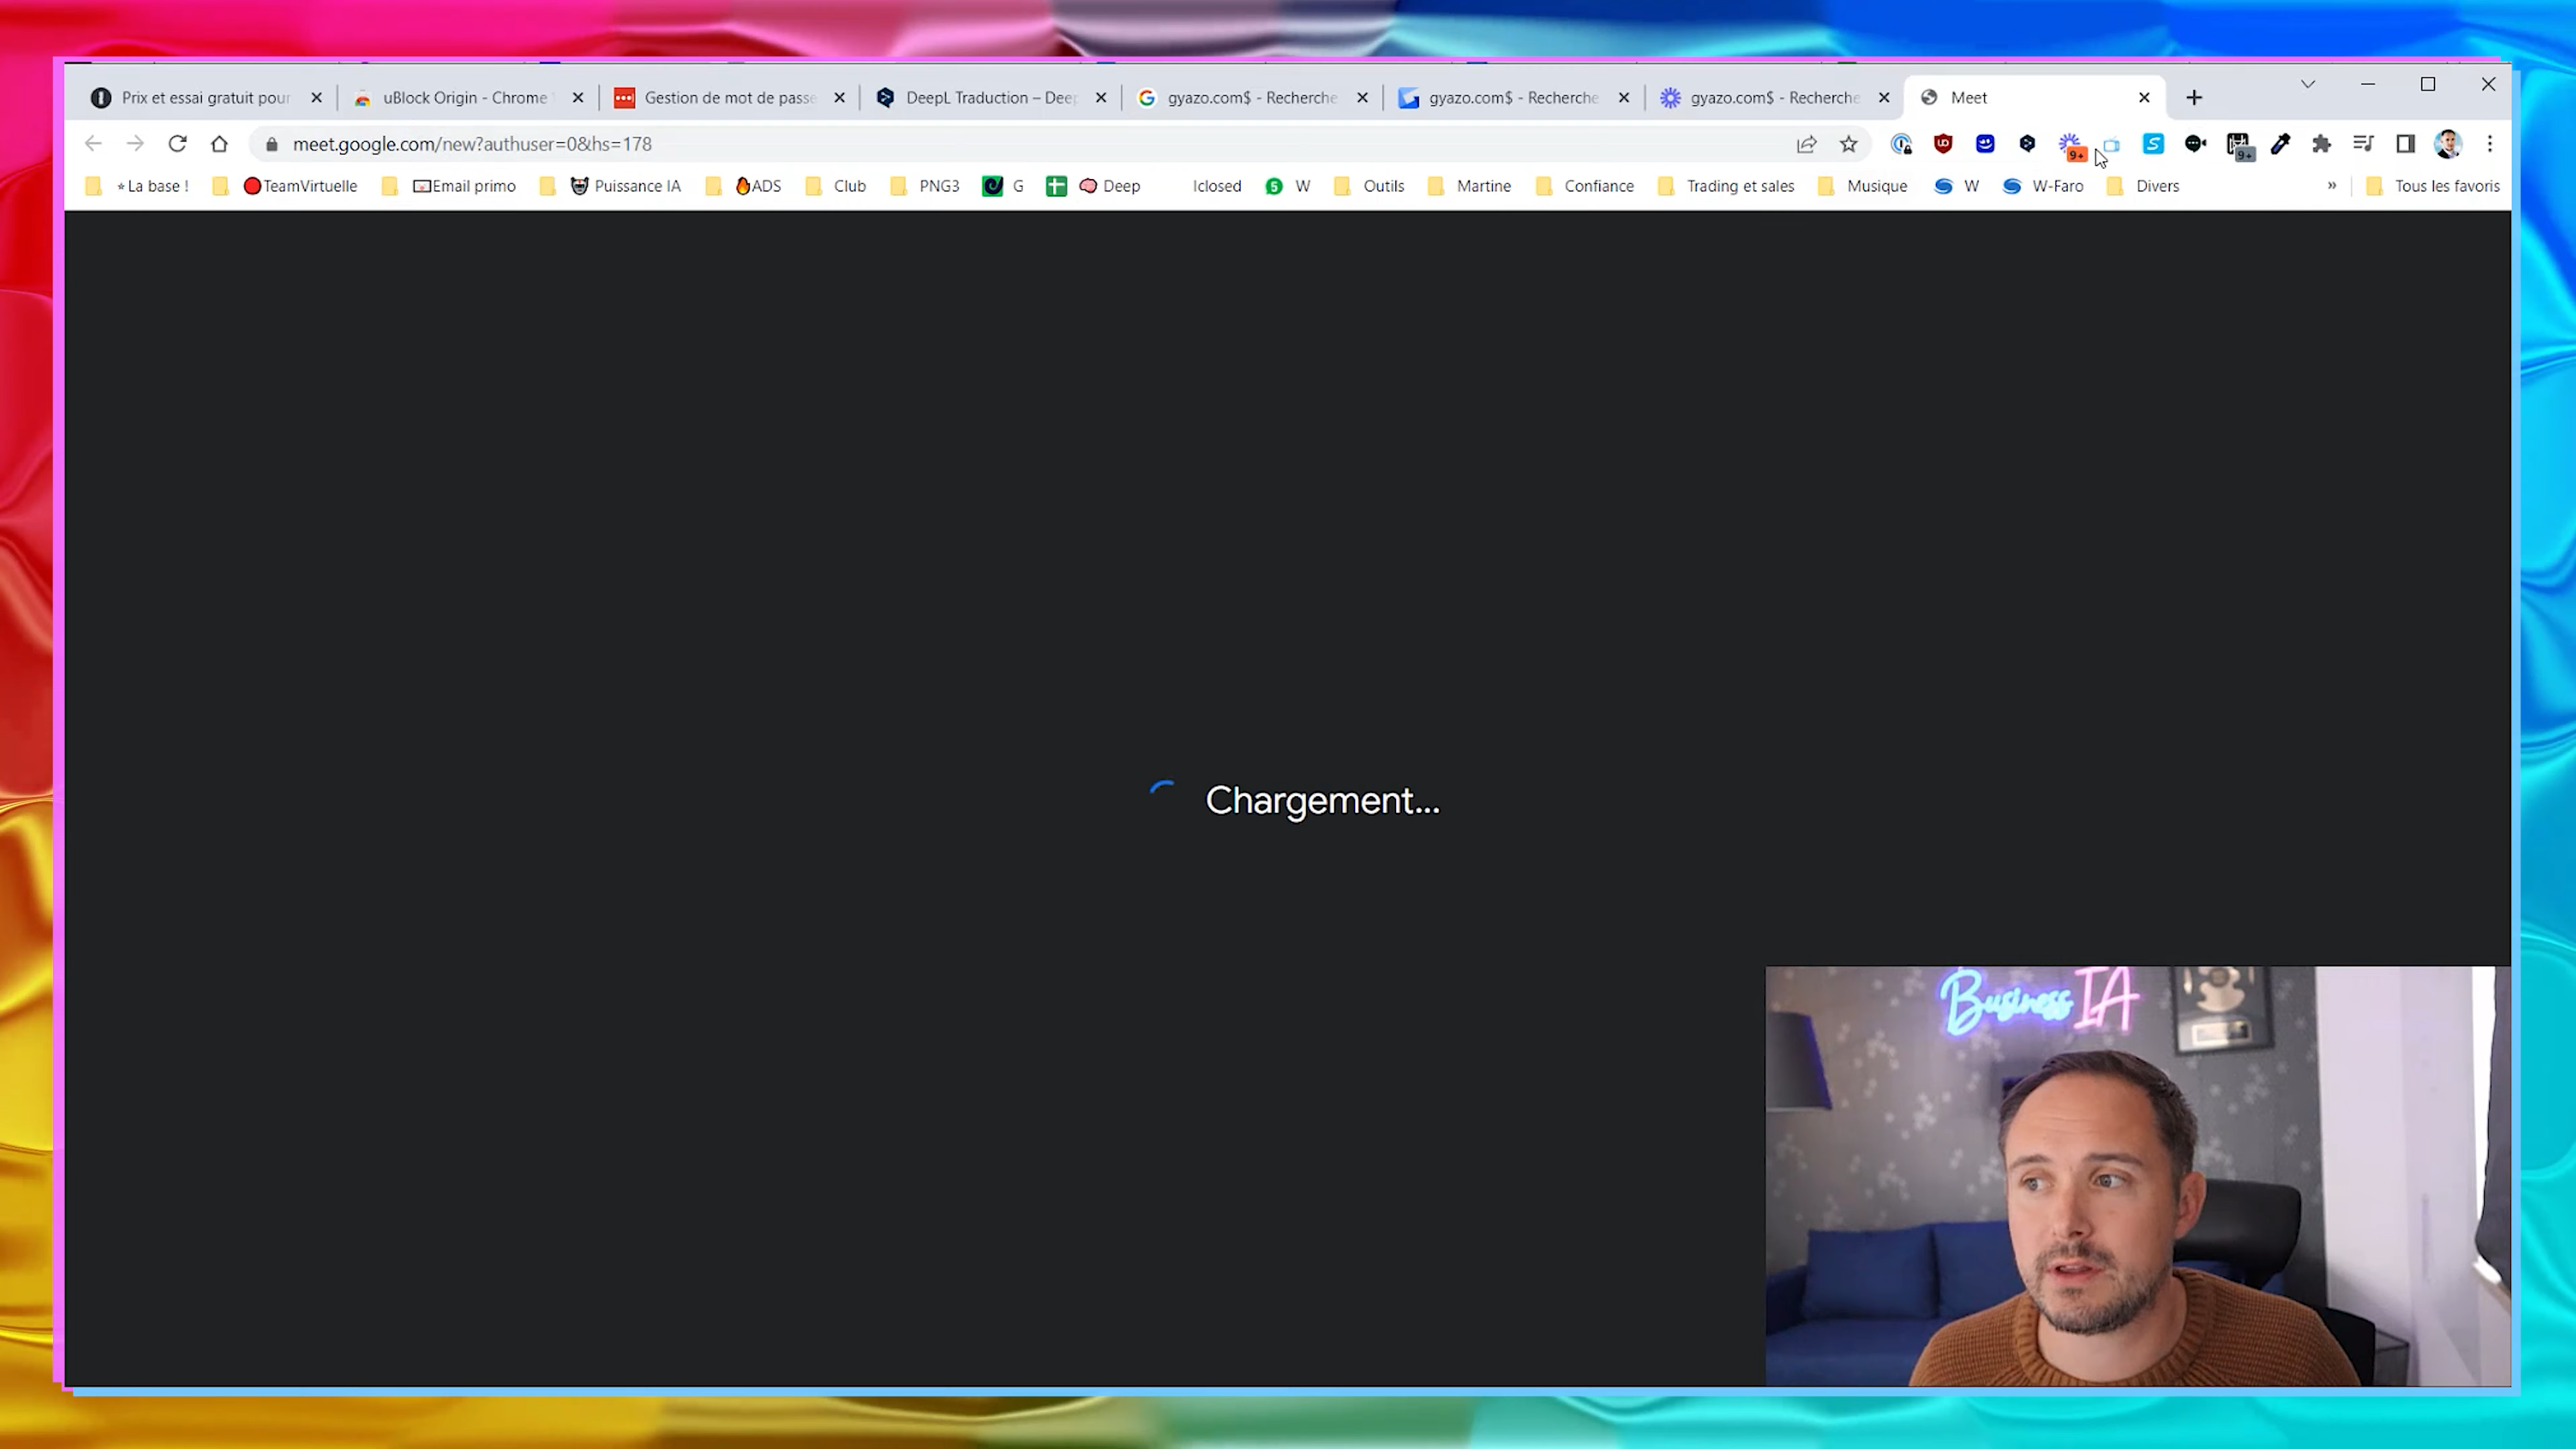 Prix et essai gratuit pour
uBlock Origin - Chrome
Gestion de mot de passe
DeepL Traduction – Deep
gyazo.com$ - Recherche
gyazo.com$ - Recherche
gyazo.com$ - Recherche
Meet
meet.google.com/new?authuser=0&hs=178
9+
9+
La base !
TeamVirtuelle
Email primo
Puissance IA
ADS
Club
PNG3
G
Deep
Iclosed
W
Outils
Martine
Confiance
Trading et sales
Musique
W
W-Faro
Divers
»
Tous les favoris
Chargement...
Business IA